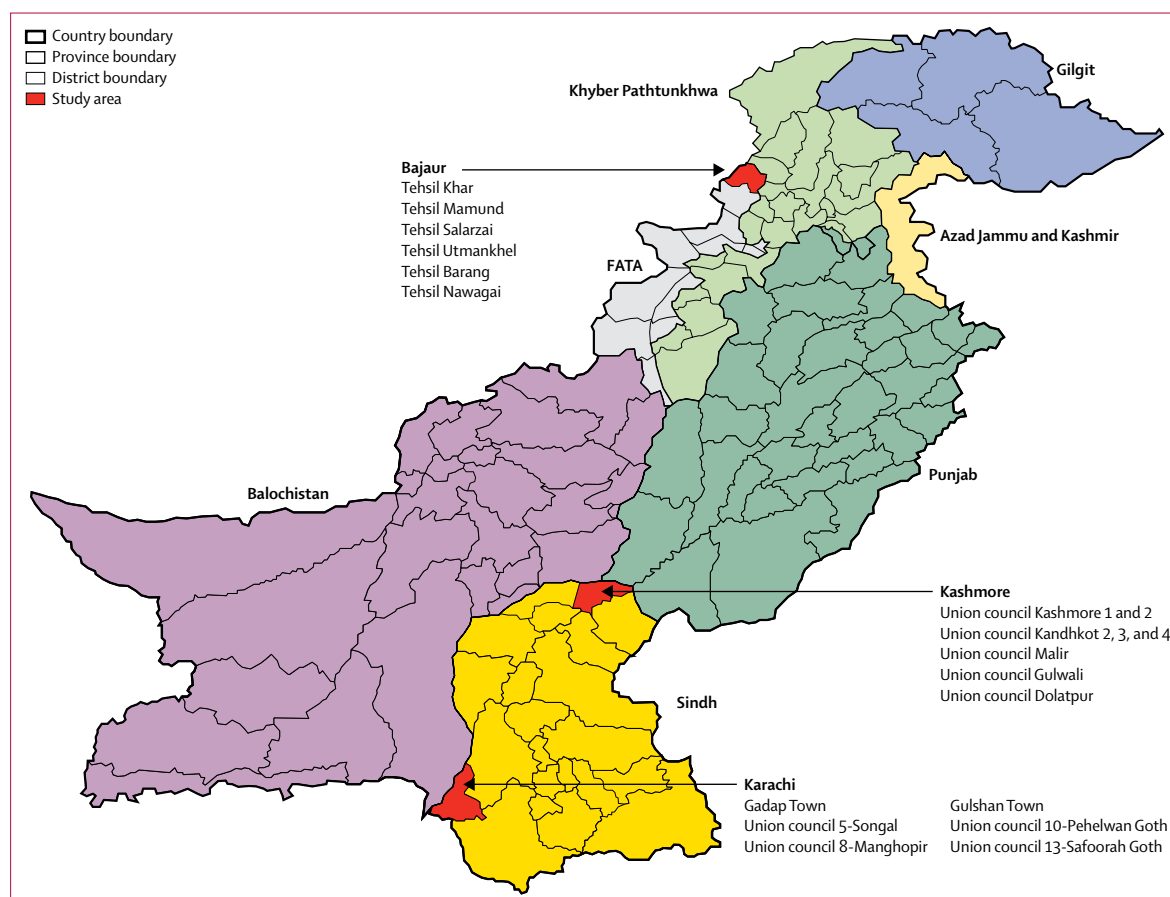 Country boundary
Province boundary
District boundary
Study area
Gilgit
Khyber Pathtunkhwa
Bajaur
Tehsil Khar
Tehsil Mamund
Tehsil Salarzai
Tehsil Utmankhel
Tehsil Barang
Tehsil Nawagai
Azad Jammu and Kashmir
FATA
Punjab
Balochistan
Kashmore
Union council Kashmore 1 and 2
Union council Kandhkot 2, 3, and 4
Union council Malir
Union council Gulwali
Union council Dolatpur
Sindh
Karachi
Gadap Town
Union council 5-Songal
Union council 8-Manghopir
Gulshan Town
Union council 10-Pehelwan Goth
Union council 13-Safoorah Goth